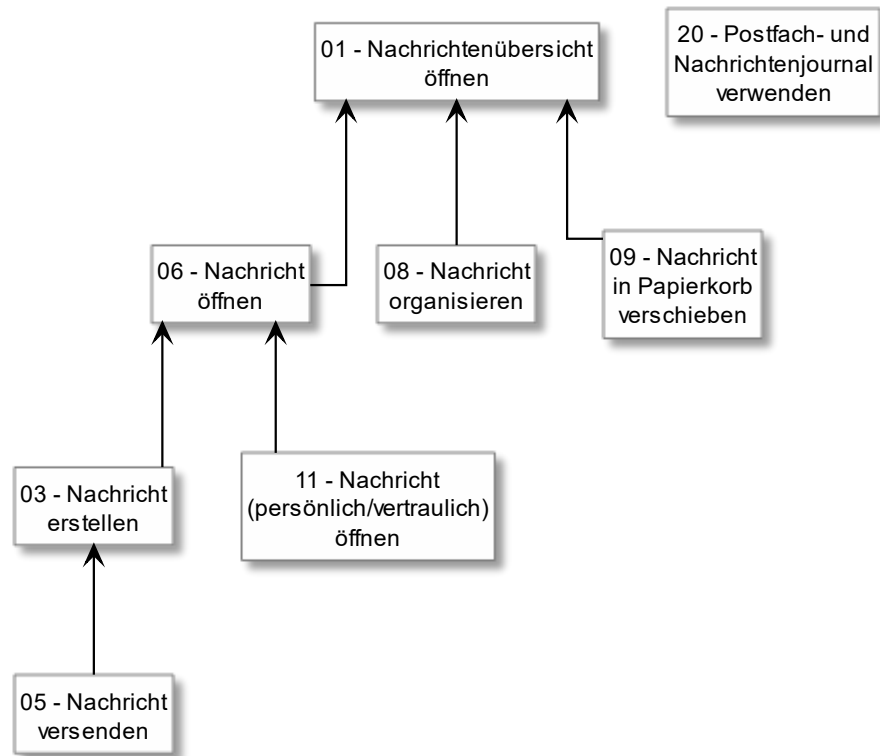 01 - Nachrichtenübersicht
öffnen
20 - Postfach- und
Nachrichtenjournal
verwenden
06 - Nachricht
öffnen
08 - Nachricht
organisieren
09 - Nachricht
in Papierkorb
verschieben
03 - Nachricht
erstellen
11 - Nachricht
(persönlich/vertraulich)
öffnen
05 - Nachricht
versenden